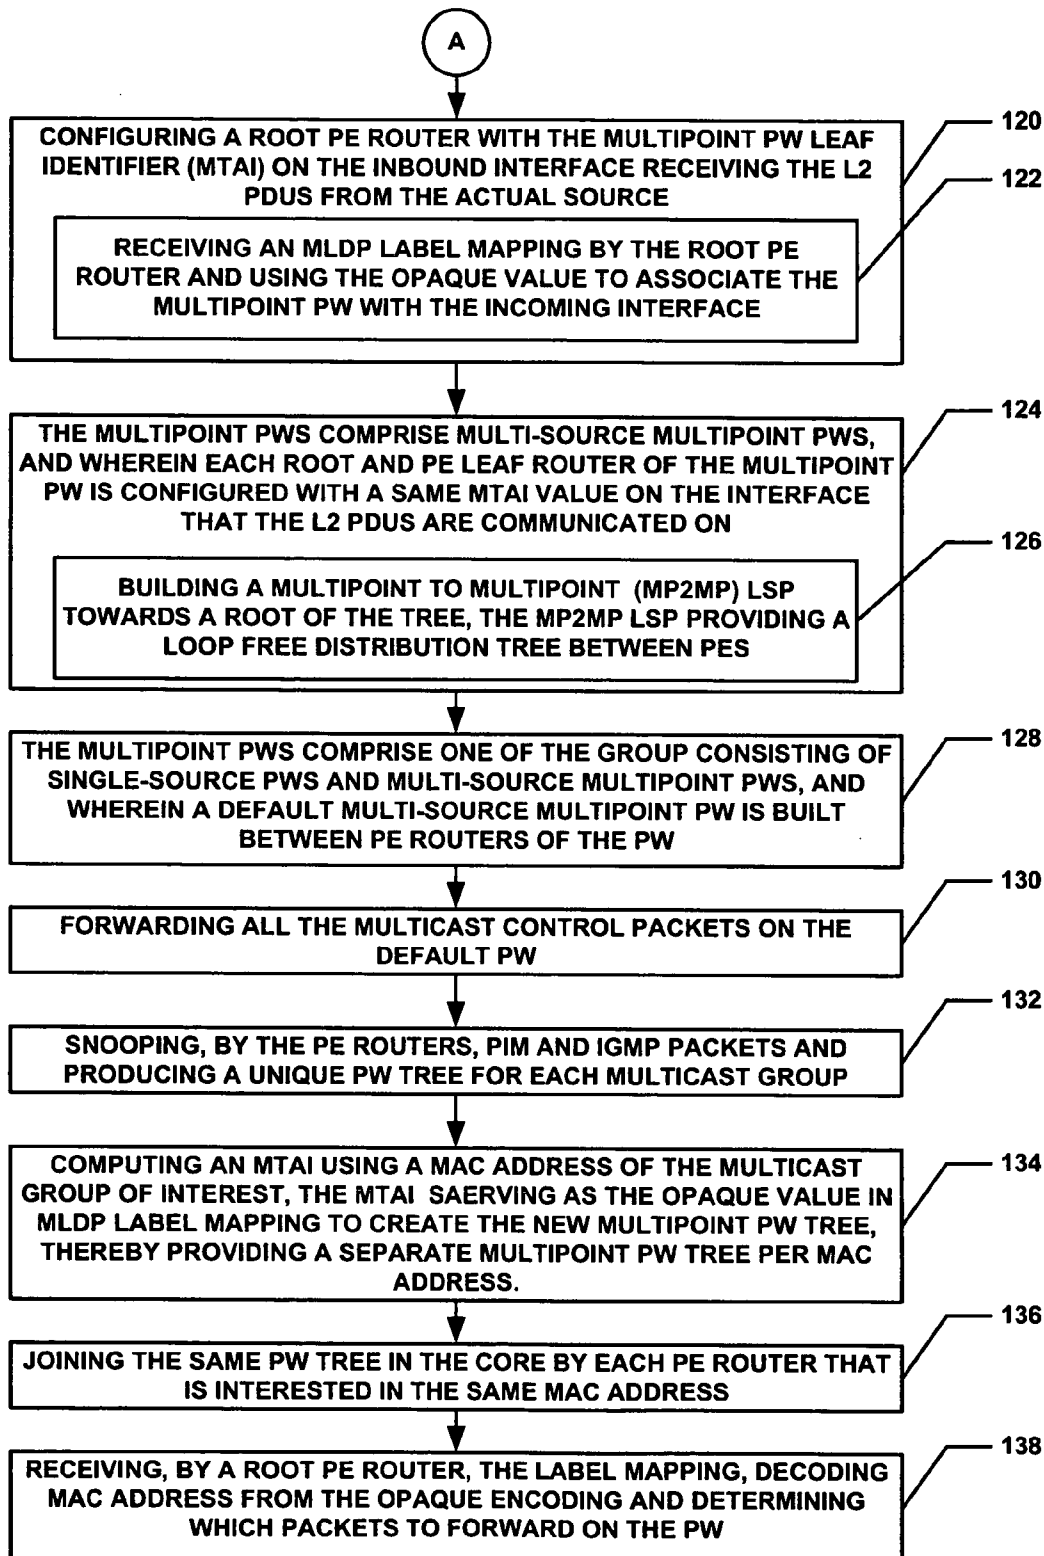 A
CONFIGURING A ROOT PE ROUTER WITH THE MULTIPOINT PW LEAF
IDENTIFIER (MTAI) ON THE INBOUND INTERFACE RECEIVING THE L2
PDUS FROM THE ACTUAL SOURCE
120
122
RECEIVING AN MLDP LABEL MAPPING BY THE ROOT PE
ROUTER AND USING THE OPAQUE VALUE TO ASSOCIATE THE
MULTIPOINT PW WITH THE INCOMING INTERFACE
124
THE MULTIPOINT PWS COMPRISE MULTI-SOURCE MULTIPOINT PWS,
AND WHEREIN EACH ROOT AND PE LEAF ROUTER OF THE MULTIPOINT
PW IS CONFIGURED WITH A SAME MTAI VALUE ON THE INTERFACE
THAT THE L2 PDUS ARE COMMUNICATED ON
126
BUILDING A MULTIPOINT TO MULTIPOINT (MP2MP) LSP
TOWARDS A ROOT OF THE TREE, THE MP2MP LSP PROVIDING A
LOOP FREE DISTRIBUTION TREE BETWEEN PES
128
THE MULTIPOINT PWS COMPRISE ONE OF THE GROUP CONSISTING OF
SINGLE-SOURCE PWS AND MULTI-SOURCE MULTIPOINT PWS, AND
WHEREIN A DEFAULT MULTI-SOURCE MULTIPOINT PW IS BUILT
BETWEEN PE ROUTERS OF THE PW
130
FORWARDING ALL THE MULTICAST CONTROL PACKETS ON THE
DEFAULT PW
132
SNOOPING, BY THE PE ROUTERS, PIM AND IGMP PACKETS AND
PRODUCING A UNIQUE PW TREE FOR EACH MULTICAST GROUP
134
COMPUTING AN MTAI USING A MAC ADDRESS OF THE MULTICAST
GROUP OF INTEREST, THE MTAI SAERVING AS THE OPAQUE VALUE IN
MLDP LABEL MAPPING TO CREATE THE NEW MULTIPOINT PW TREE,
THEREBY PROVIDING A SEPARATE MULTIPOINT PW TREE PER MAC
ADDRESS.
136
JOINING THE SAME PW TREE IN THE CORE BY EACH PE ROUTER THAT
IS INTERESTED IN THE SAME MAC ADDRESS
138
RECEIVING, BY A ROOT PE ROUTER, THE LABEL MAPPING, DECODING
MAC ADDRESS FROM THE OPAQUE ENCODING AND DETERMINING
WHICH PACKETS TO FORWARD ON THE PW